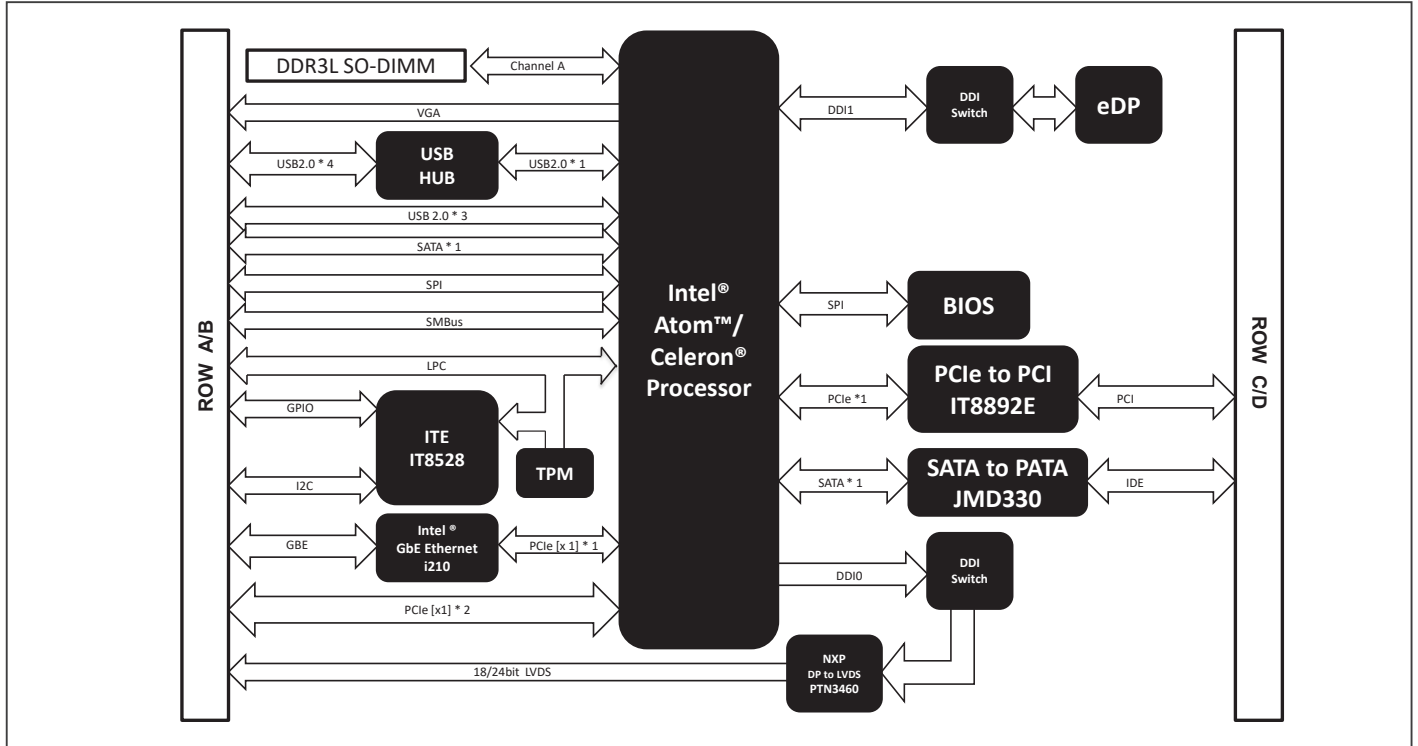 ROW A/B
DDR3L SO-DIMM
Channel A
VGA
USB2.0 * 4
USB
HUB
USB2.0 * 1
USB 2.0 * 3
SATA * 1
SPI
SMBus
LPC
GPIO
ITE
IT8528
TPM
I2C
GBE
Intel ®
GbE Ethernet
i210
PCIe [x 1] * 1
PCIe [x1] * 2
18/24bit LVDS
Intel®
Atom™/
Celeron®
Processor
DDI1
DDI
Switch
eDP
SPI
BIOS
PCIe *1
PCIe to PCI
IT8892E
PCI
SATA * 1
SATA to PATA
JMD330
IDE
DDI0
DDI
Switch
NXP
DP to LVDS
PTN3460
ROW C/D